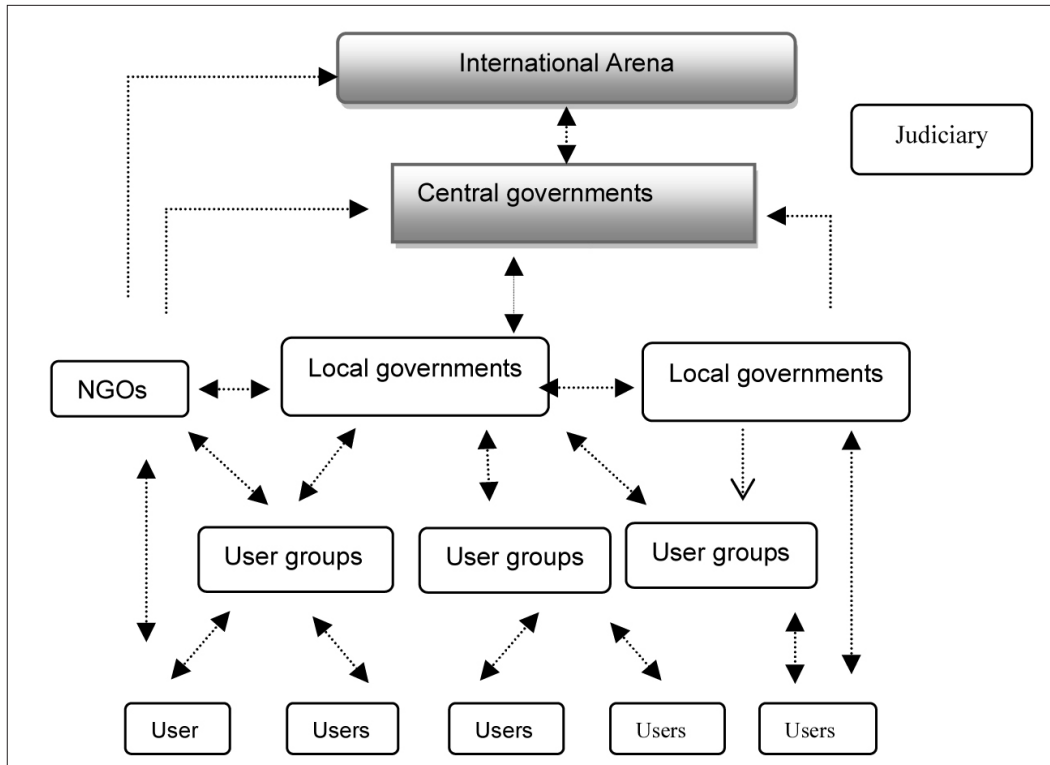 International Arena
Judiciary
Central governments
Local governments
Local governments
NGOs
User groups
User groups
User groups
User
Users
Users
Users
Users